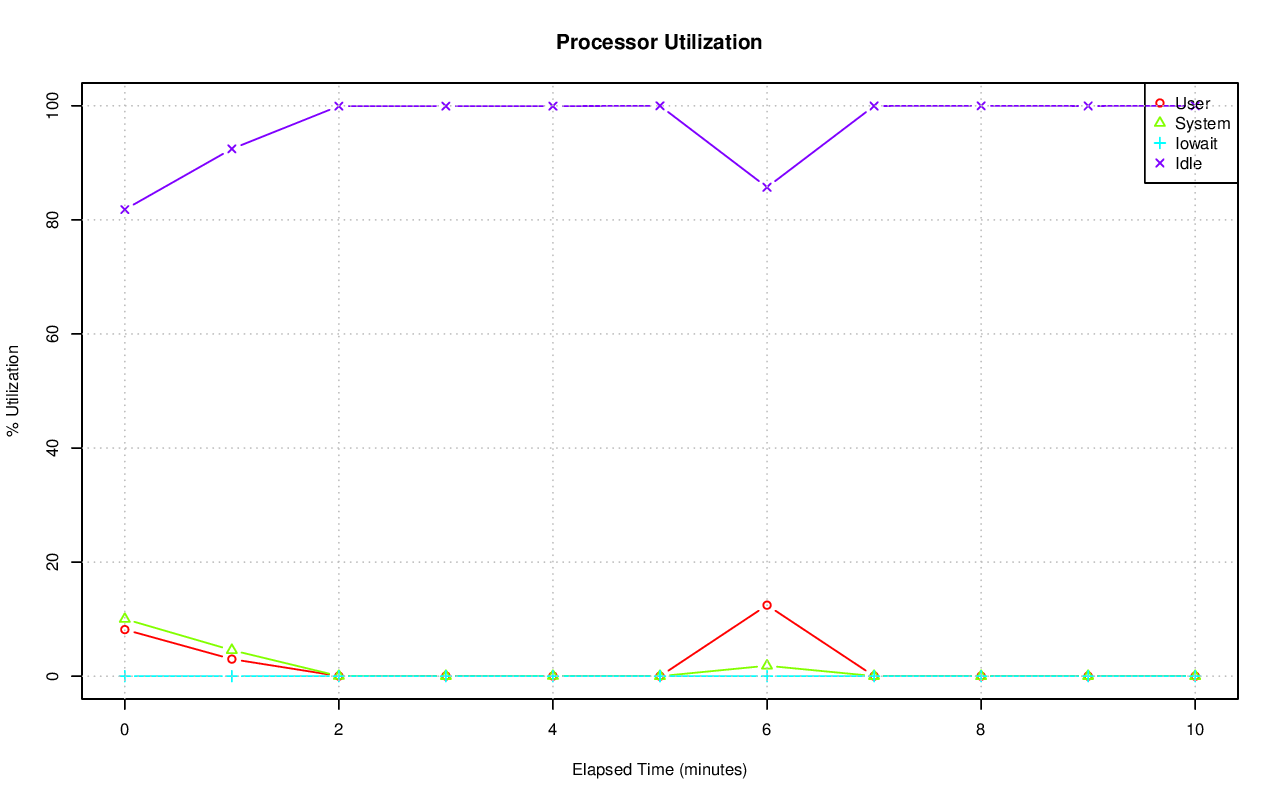 Processor Utilization
100
80
60
40
20
0
% Utilization
User
System
Iowait
Idle
0 2 4 6 8 10
Elapsed Time (minutes)